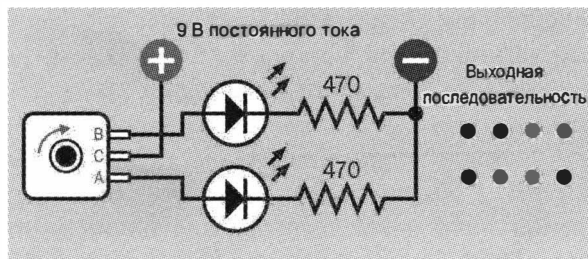 9 В постоянного тока
+
−
470
Выходная
последовательность
B
C
A
470